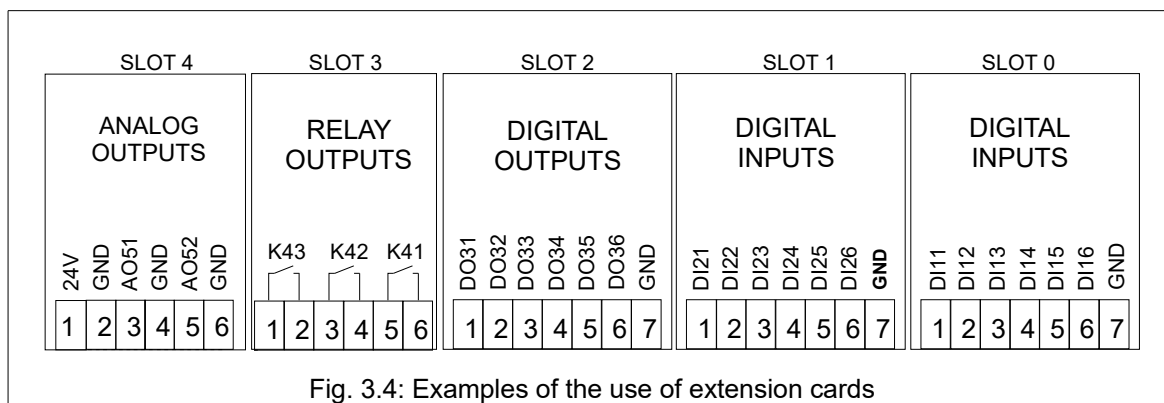 SLOT 4 SLOT 3 SLOT 2 SLOT 1 SLOT 0
ANALOG
OUTPUTS
24V
GND
AO51
GND
AO52
GND
1 2 3 4 5 6
RELAY
OUTPUTS
K43 K42 K41
1 2 3 4 5 6
DIGITAL
OUTPUTS
DO31
DO32
DO33
DO34
DO35
DO36
GND
1 2 3 4 5 6 7
DIGITAL
INPUTS
DI21
DI22
DI23
DI24
DI25
DI26
GND
1 2 3 4 5 6 7
DIGITAL
INPUTS
DI11
DI12
DI13
DI14
DI15
DI16
GND
1 2 3 4 5 6 7
Fig. 3.4: Examples of the use of extension cards